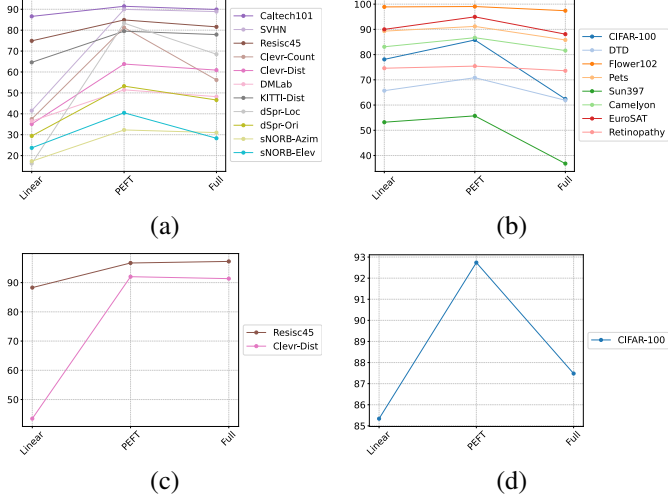 90
80
70
60
50
40
30
20
Linear
PEFT
Full
Caltech101
SVHN
Resisc45
Clevr-Count
Clevr-Dist
DMLab
KITTI-Dist
dSpr-Loc
dSpr-Ori
sNORB-Azim
sNORB-Elev
(a)
100
90
80
70
60
50
40
Linear
PEFT
Full
CIFAR-100
DTD
Flower102
Pets
Sun397
Camelyon
EuroSAT
Retinopathy
(b)
90
80
70
60
50
Linear
PEFT
Full
Resisc45
Clevr-Dist
(c)
93
92
91
90
89
88
87
86
85
Linear
PEFT
Full
CIFAR-100
(d)